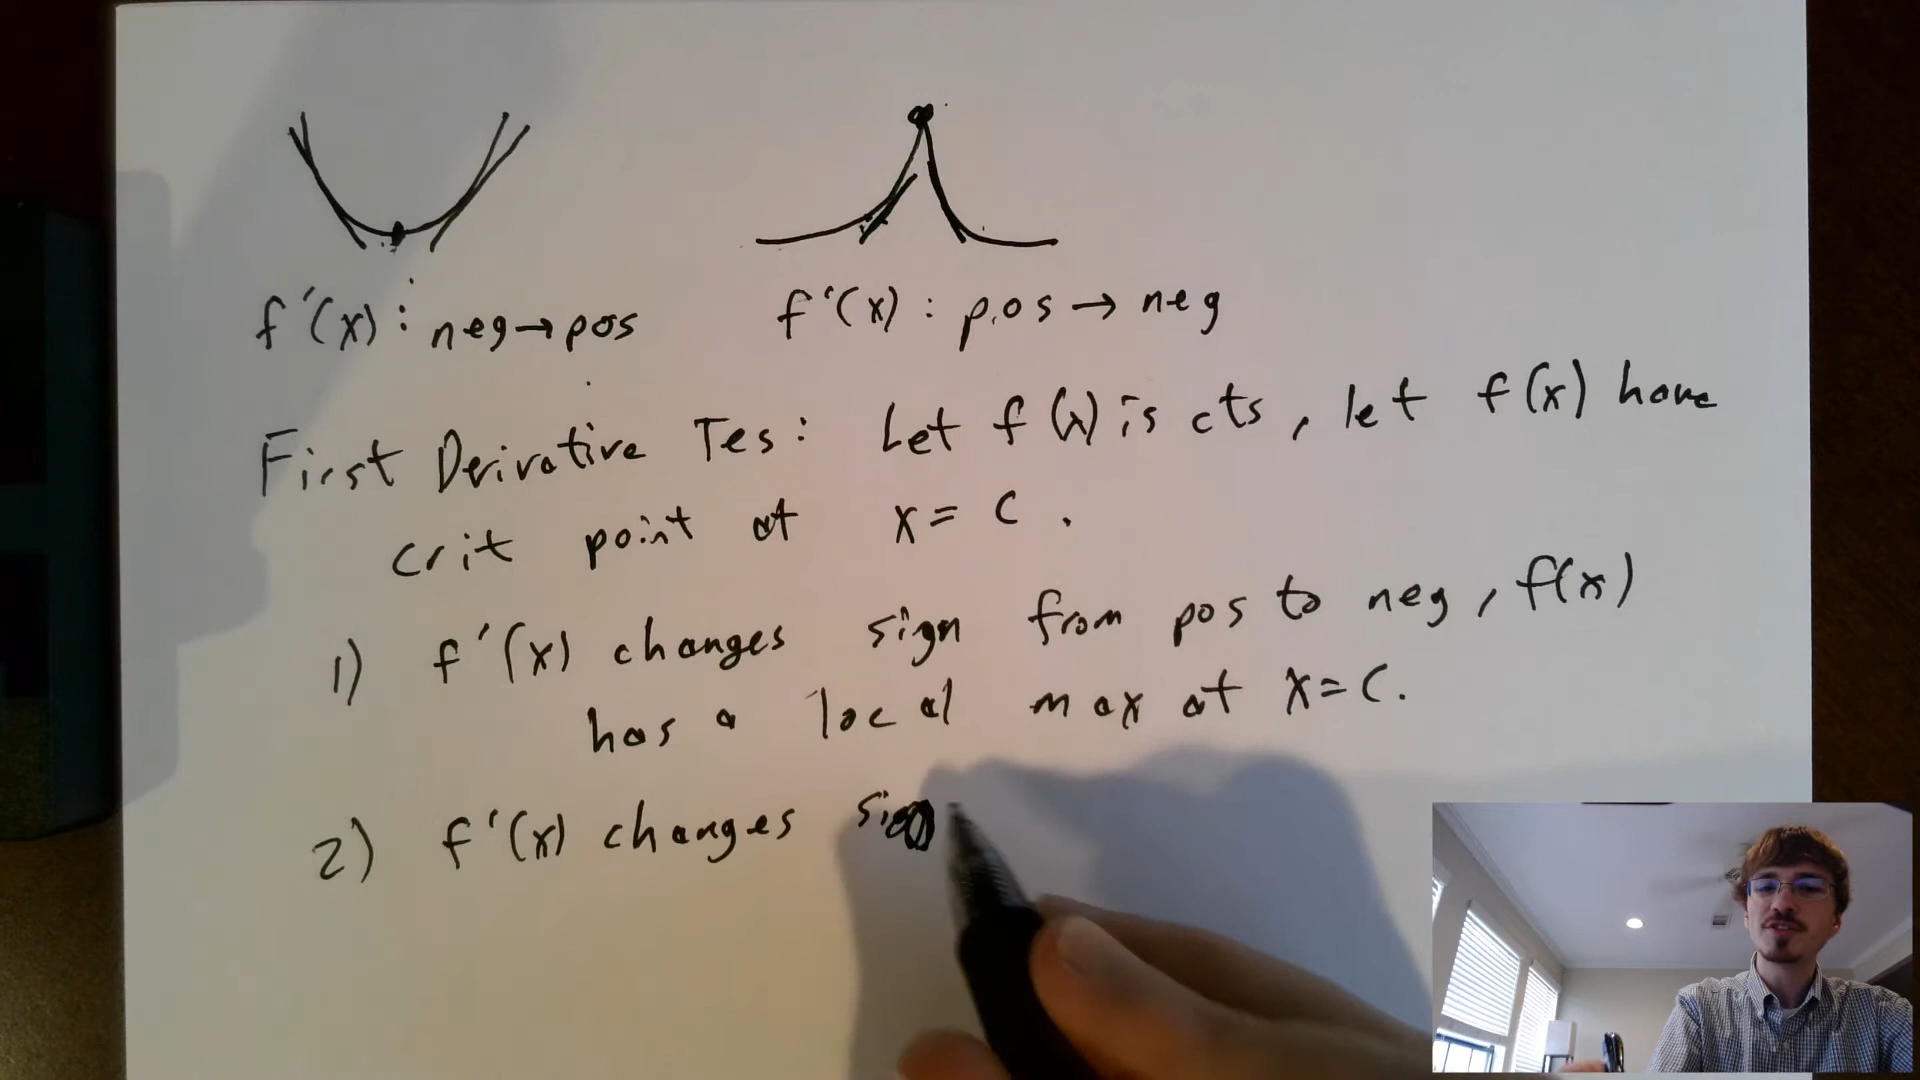 f'(x): neg→pos
f'(x): pos→neg
First Derivative Tes: Let f(x) is cts, let f(x) have
crit point at x = c.
1) f'(x) changes sign from pos to neg, f(x)
has a local max at x=c.
2) f'(x) changes